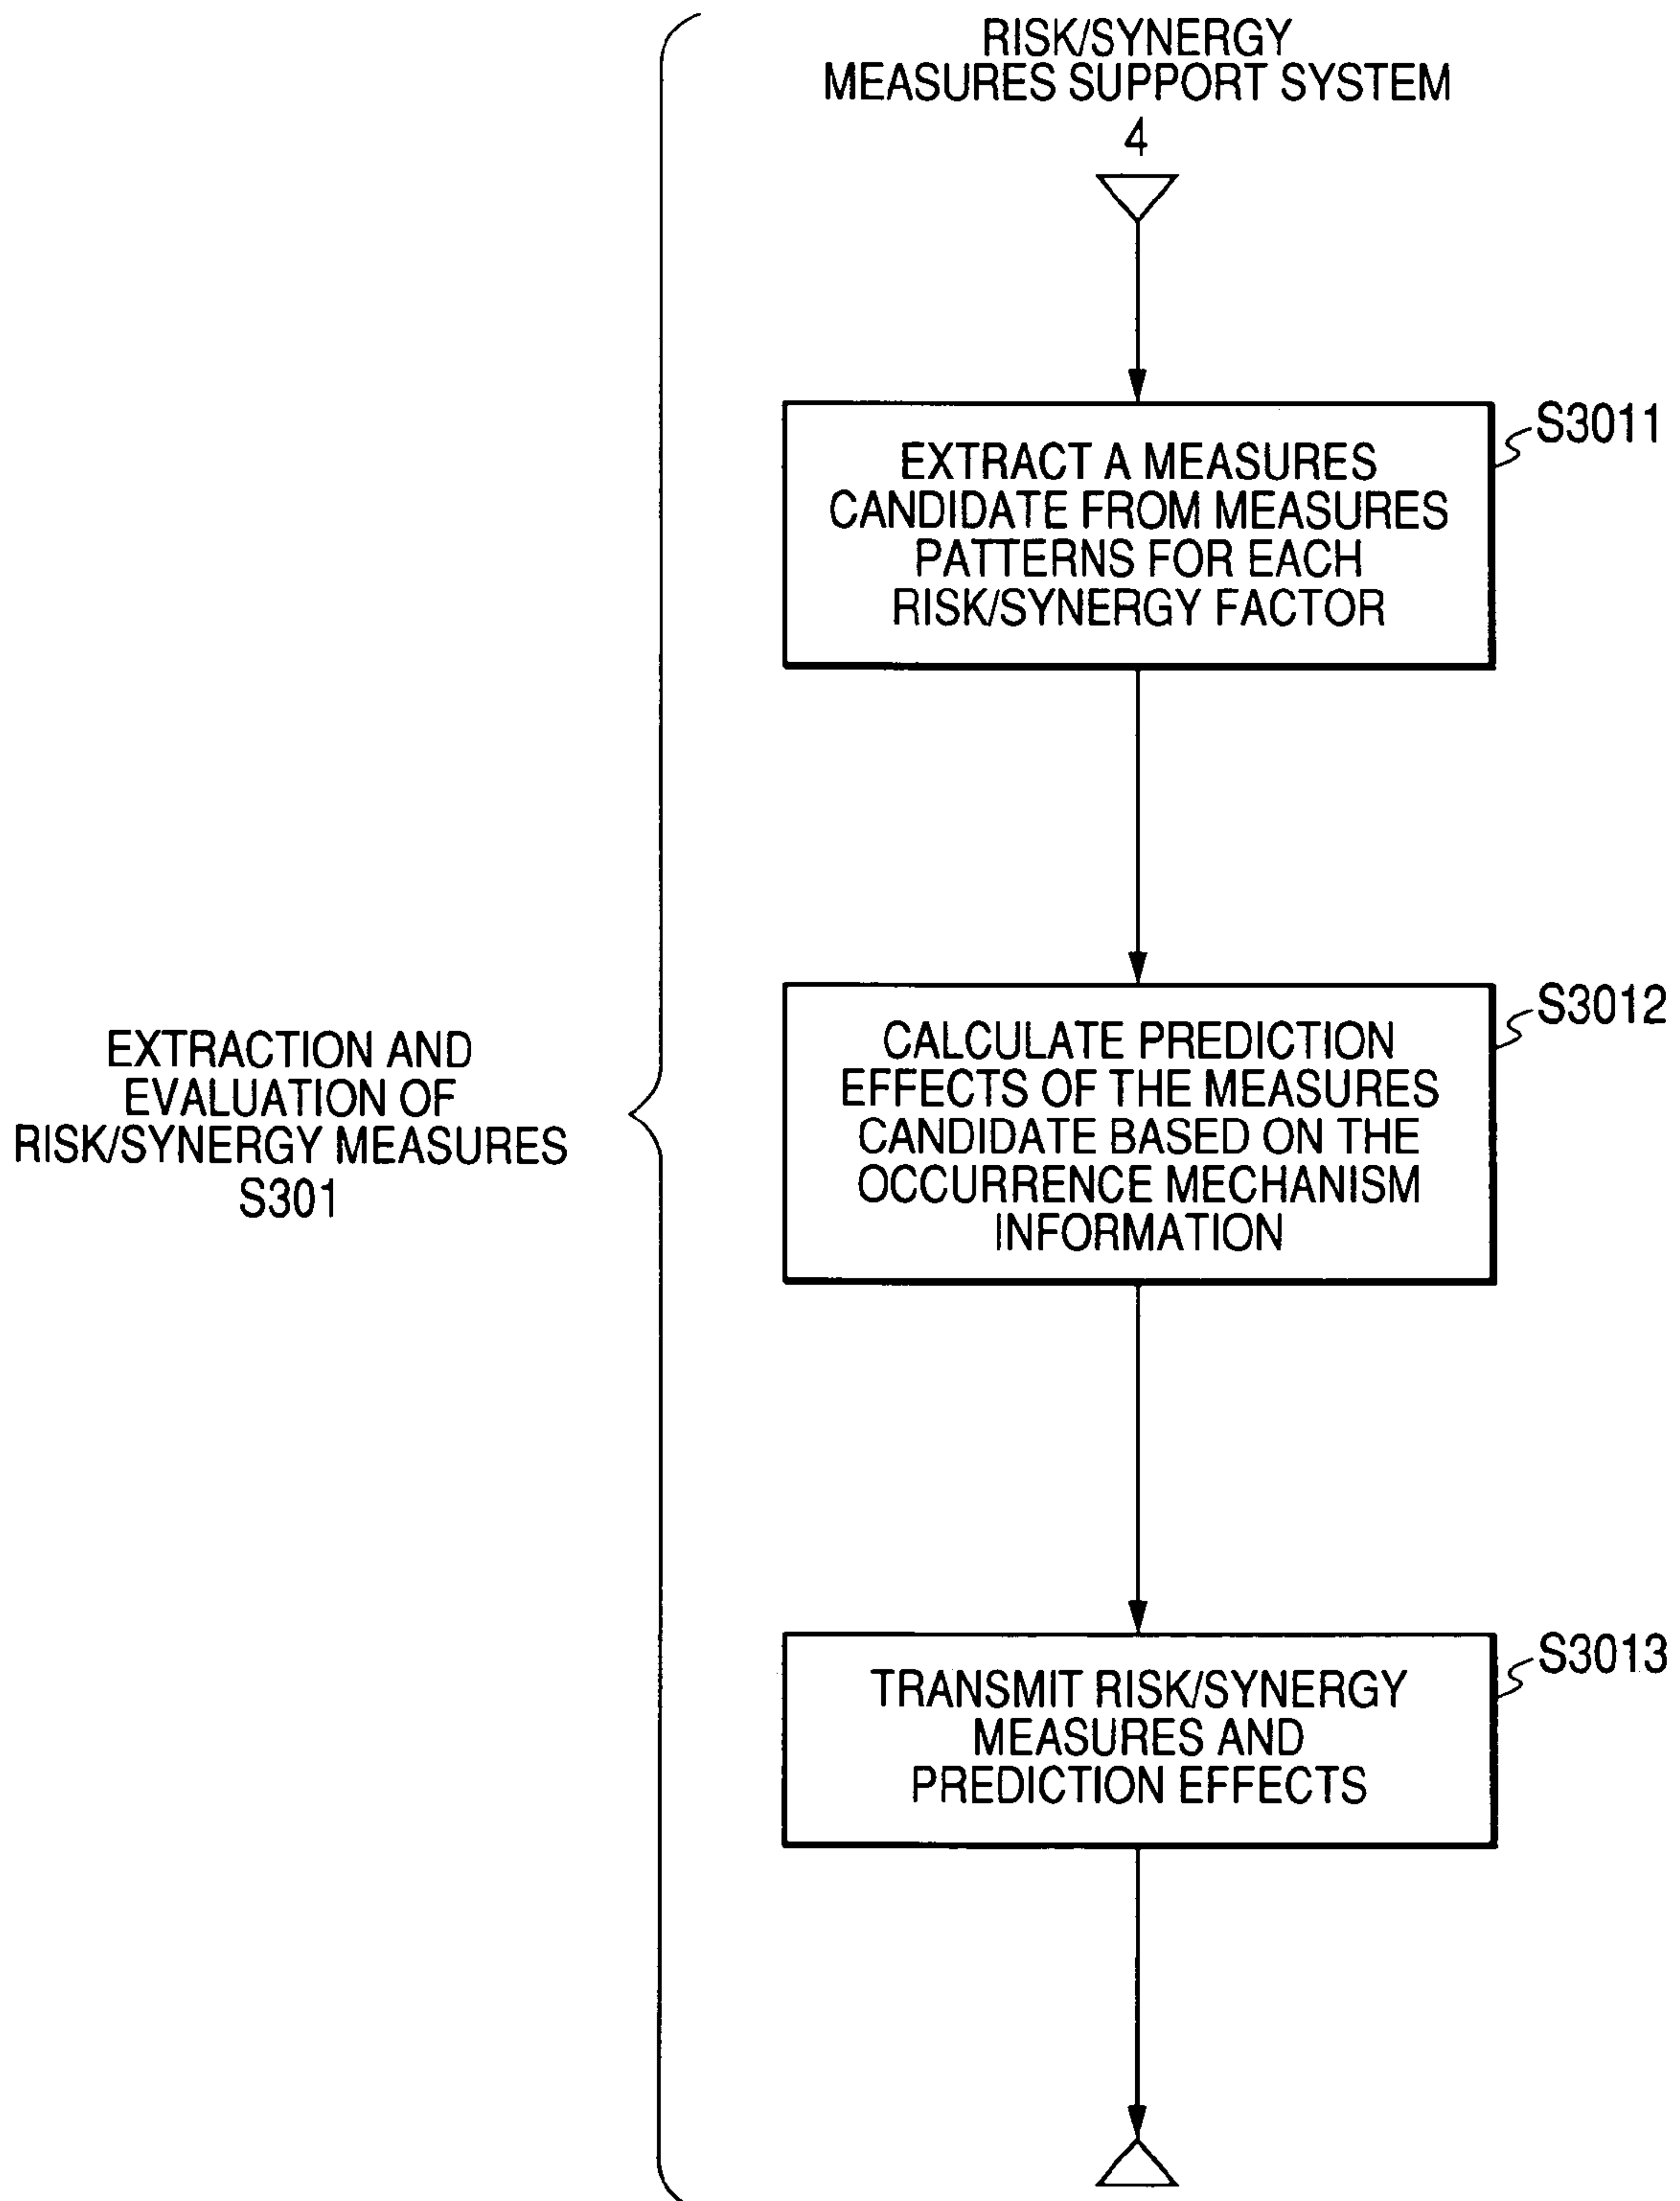 RISK/SYNERGY
MEASURES SUPPORT SYSTEM
4
S3011
EXTRACT A MEASURES
CANDIDATE FROM MEASURES
PATTERNS FOR EACH
RISK/SYNERGY FACTOR
S3012
CALCULATE PREDICTION
EFFECTS OF THE MEASURES
CANDIDATE BASED ON THE
OCCURRENCE MECHANISM
INFORMATION
EXTRACTION AND
EVALUATION OF
RISK/SYNERGY MEASURES
S301
S3013
TRANSMIT RISK/SYNERGY
MEASURES AND
PREDICTION EFFECTS